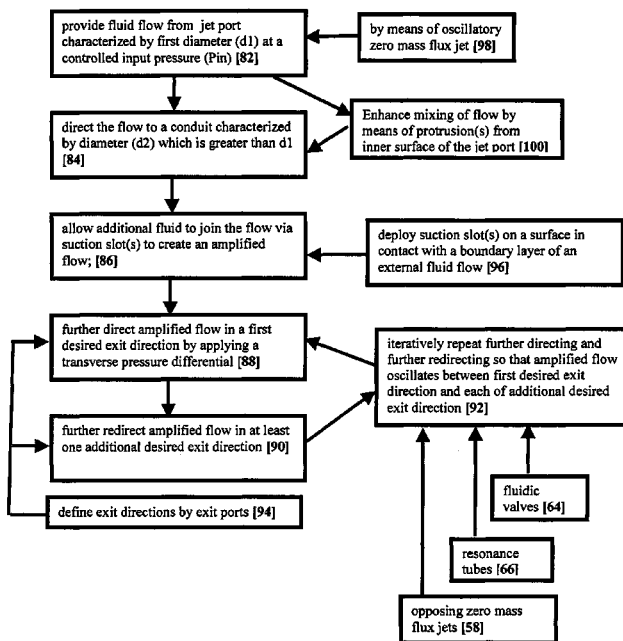 provide fluid flow from jet port
characterized by first diameter (d1) at a
controlled input pressure (Pin) [82]
by means of oscillatory
zero mass flux jet [98]
direct the flow to a conduit characterized
by diameter (d2) which is greater than d1
[84]
Enhance mixing of flow by
means of protrusion(s) from
inner surface of the jet port [100]
allow additional fluid to join the flow via
suction slot(s) to create an amplified
flow; [86]
deploy suction slot(s) on a surface in
contact with a boundary layer of an
external fluid flow [96]
further direct amplified flow in a first
desired exit direction by applying a
transverse pressure differential [88]
iteratively repeat further directing and
further redirecting so that amplified flow
oscillates between first desired exit
direction and each of additional desired
exit direction [92]
further redirect amplified flow in at least
one additional desired exit direction [90]
define exit directions by exit ports [94]
fluidic
valves [64]
resonance
tubes [66]
opposing zero mass
flux jets [58]